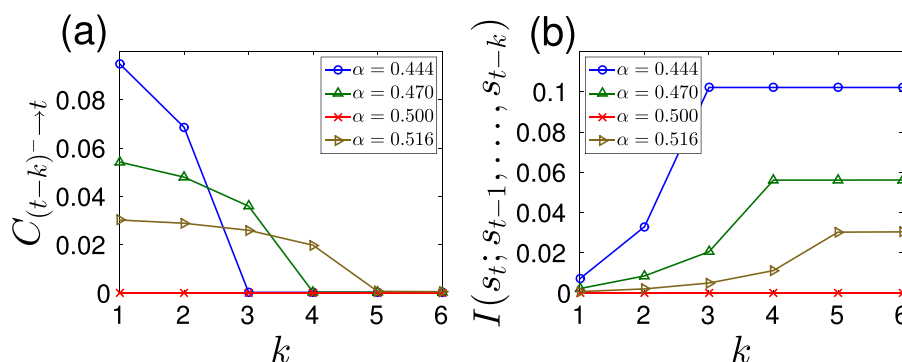 (a)
C_{(t−k)^−→t}
0.08
0.06
0.04
0.02
0
1 2 3 4 5 6
k
α = 0.444
α = 0.470
α = 0.500
α = 0.516
(b)
I(s_t; s_{t−1}, . . . , s_{t−k})
0.1
0.08
0.06
0.04
0.02
0
1 2 3 4 5 6
k
α = 0.444
α = 0.470
α = 0.500
α = 0.516